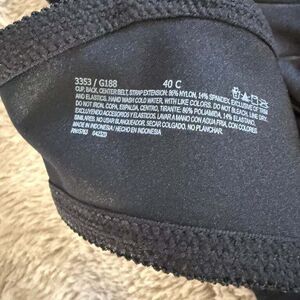 3353 / G188 40 C
CUP, BACK, CENTER BELT, STRAP EXTENSION: 86% NYLON, 14% SPANDEX, EXCLUSIVE OF TRIM
AND ELASTICS. HAND WASH COLD WATER, WITH LIKE COLORS. DO NOT BLEACH, LINE DRY,
DO NOT IRON. COPA, ESPALDA, CENTRO, TIRANTE: 86% POLIAMIDA, 14% ELASTANO,
EXCLUYENDO ACCESORIOS Y ELASTICOS. LAVAR A MANO CON AGUA FRIA, CON COLORES
SIMILARES. NO USAR BLANQUEADOR, SECAR COLGADO, NO PLANCHAR.
MADE IN INDONESIA / HECHO EN INDONESIA